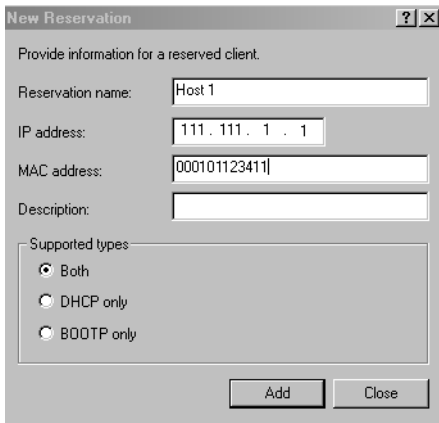 New Reservation
Provide information for a reserved client.
Reservation name: Host 1
IP address: 111 . 111 . 1 . 1
MAC address: 000101123411
Description:
Supported types
Both
DHCP only
BOOTP only
Add Close